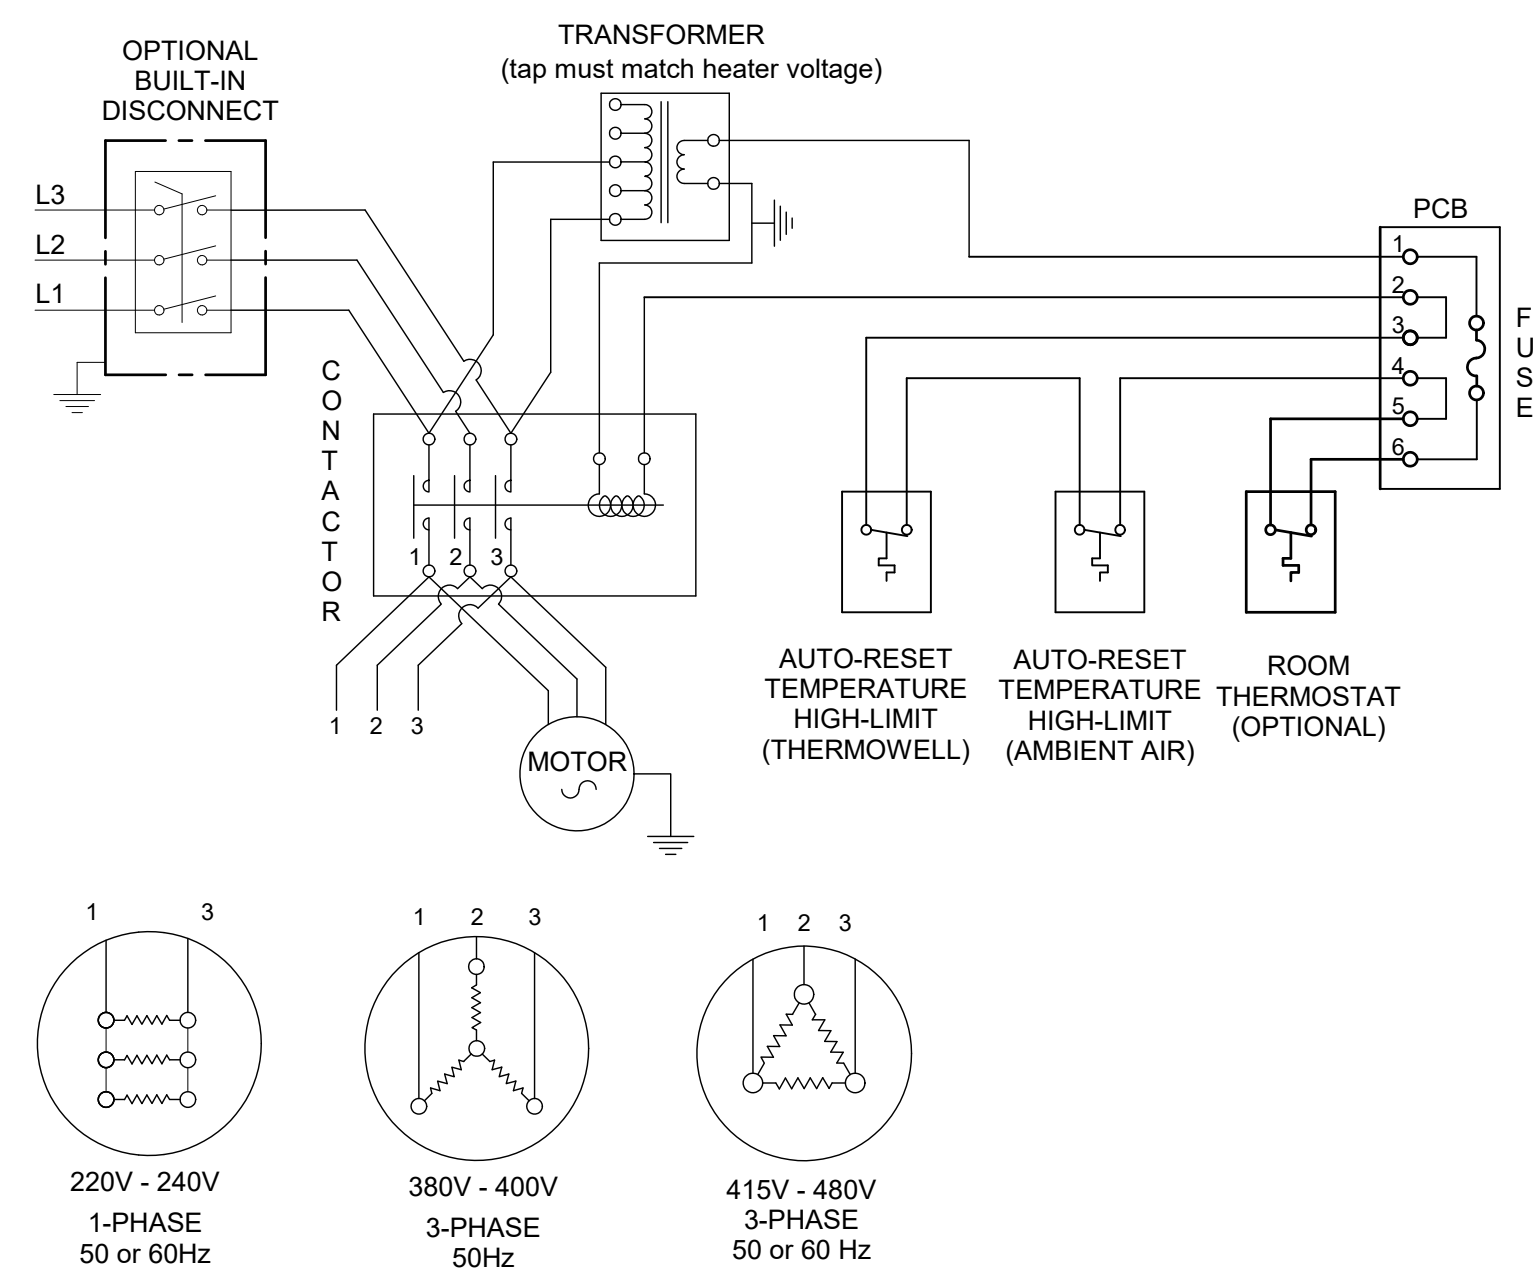 TRANSFORMER
(tap must match heater voltage)
OPTIONAL
BUILT-IN
DISCONNECT
L3
L2
L1
PCB
1
2
3
4
5
6
F
U
S
E
C
O
N
T
A
C
T
O
R
1 2 3
1 2 3
MOTOR
AUTO-RESET
TEMPERATURE
HIGH-LIMIT
(THERMOWELL)
AUTO-RESET
TEMPERATURE
HIGH-LIMIT
(AMBIENT AIR)
ROOM
THERMOSTAT
(OPTIONAL)
1 3
220V - 240V
1-PHASE
50 or 60Hz
1 2 3
380V - 400V
3-PHASE
50Hz
1 2 3
415V - 480V
3-PHASE
50 or 60 Hz